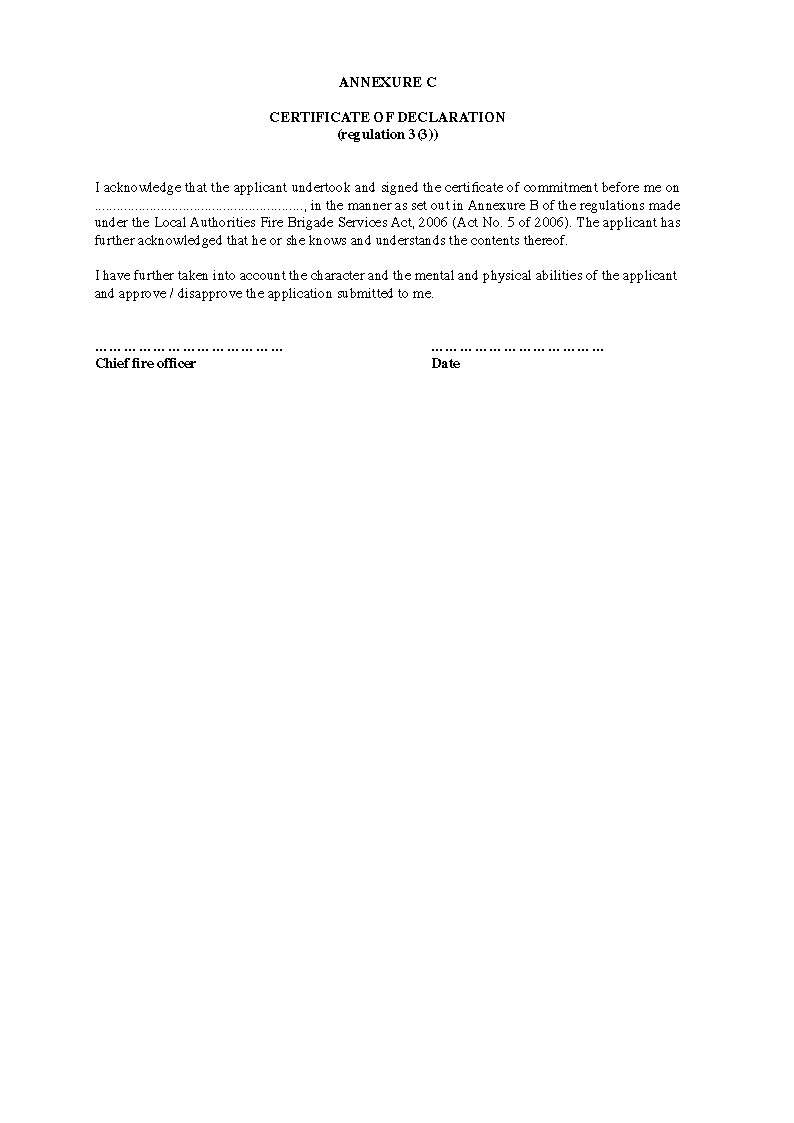 ANNEXURE C
CERTIFICATE OF DECLARATION
(regulation 3(3))
I acknowledge that the applicant undertook and signed the certificate of commitment before me on
........................................................., in the manner as set out in Annexure B of the regulations made
under the Local Authorities Fire Brigade Services Act, 2006 (Act No. 5 of 2006). The applicant has
further acknowledged that he or she knows and understands the contents thereof.
I have further taken into account the character and the mental and physical abilities of the applicant
and approve / disapprove the application submitted to me.
………………………………… ………………………………
Chief fire officer Date